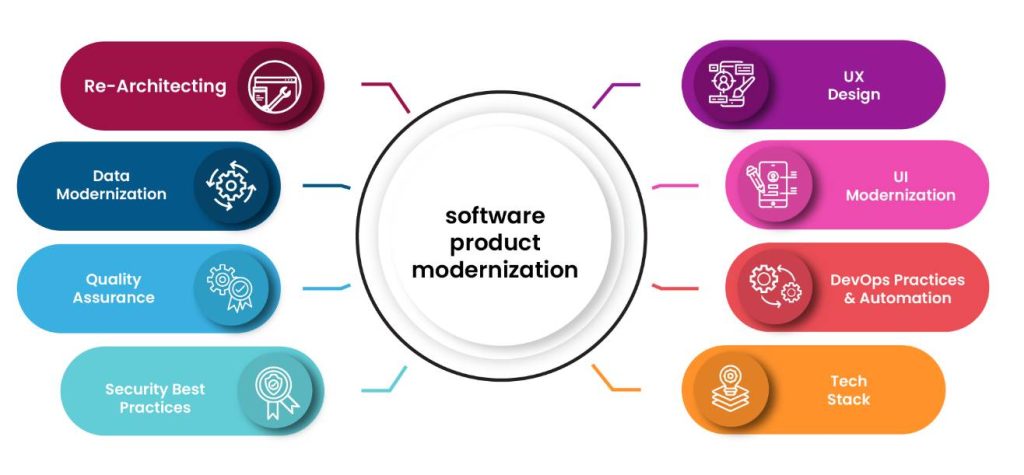 Re-Architecting
Data
Modernization
Quality
Assurance
Security Best
Practices
software
product
modernization
UX
Design
UI
Modernization
DevOps Practices
& Automation
Tech
Stack